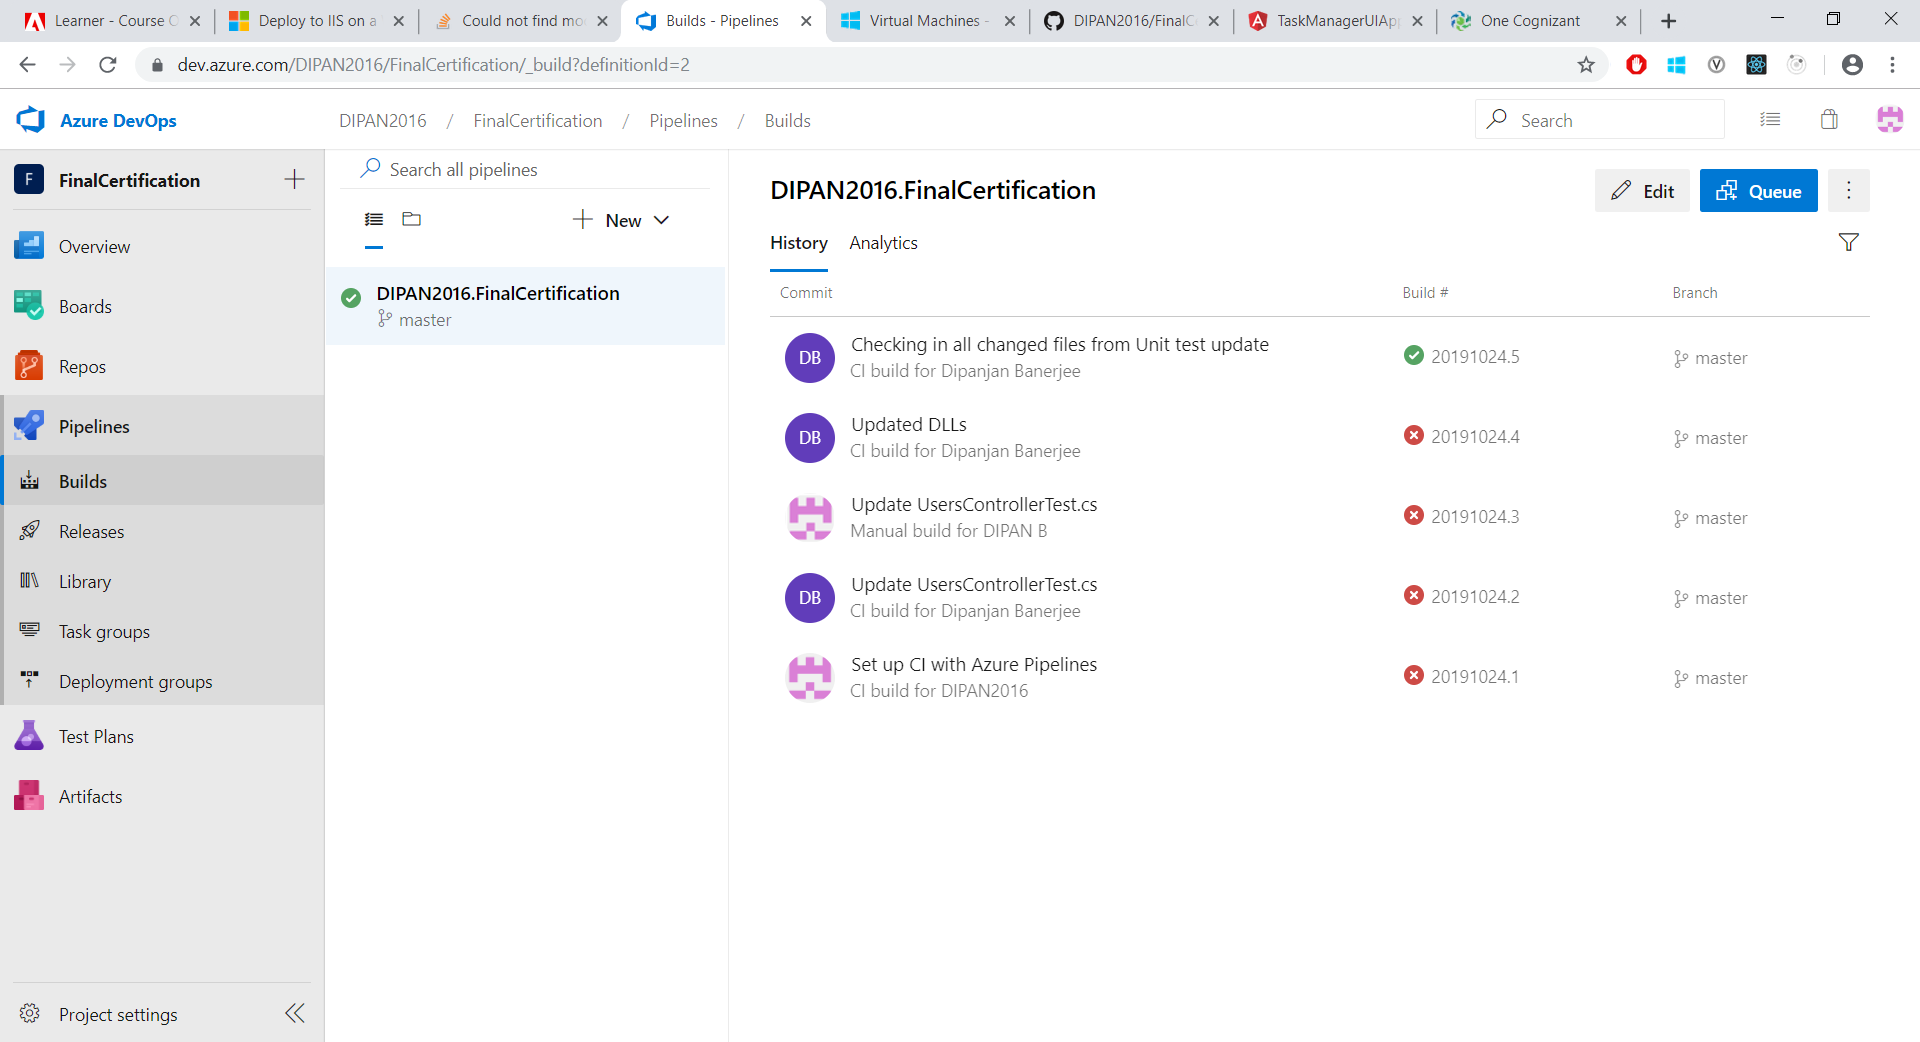 Learner - Course O
Deploy to IIS on a
Could not find mo
Builds - Pipelines
Virtual Machines -
DIPAN2016/FinalC
TaskManagerUIAp
One Cognizant
dev.azure.com/DIPAN2016/FinalCertification/_build?definitionId=2
Azure DevOps
DIPAN2016 / FinalCertification / Pipelines / Builds
Search
F FinalCertification
Overview
Boards
Repos
Pipelines
Builds
Releases
Library
Task groups
Deployment groups
Test Plans
Artifacts
Project settings
Search all pipelines
New
DIPAN2016.FinalCertification
master
DIPAN2016.FinalCertification
Edit
Queue
History Analytics
Commit Build # Branch
DB Checking in all changed files from Unit test update 20191024.5 master
CI build for Dipanjan Banerjee
DB Updated DLLs 20191024.4 master
CI build for Dipanjan Banerjee
Update UsersControllerTest.cs 20191024.3 master
Manual build for DIPAN B
DB Update UsersControllerTest.cs 20191024.2 master
CI build for Dipanjan Banerjee
Set up CI with Azure Pipelines 20191024.1 master
CI build for DIPAN2016